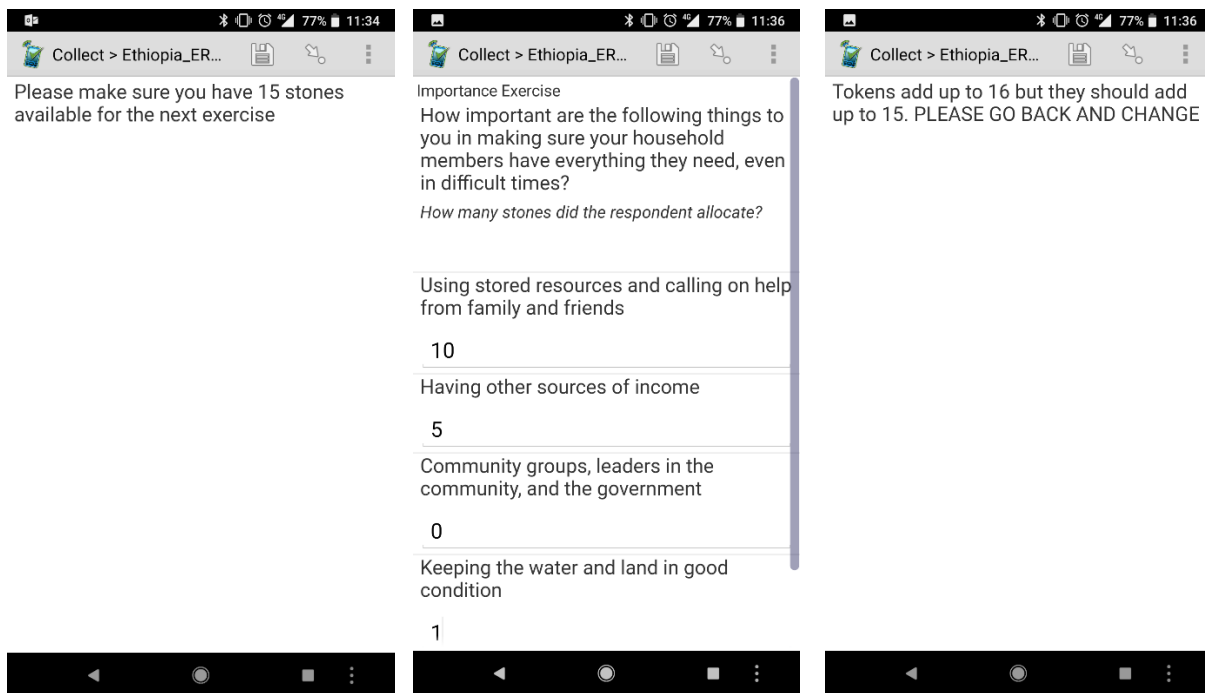 4G 77% 11:34
Collect > Ethiopia_ER...
Please make sure you have 15 stones
available for the next exercise
4G 77% 11:36
Collect > Ethiopia_ER...
Importance Exercise
How important are the following things to
you in making sure your household
members have everything they need, even
in difficult times?
How many stones did the respondent allocate?
Using stored resources and calling on help
from family and friends
10
Having other sources of income
5
Community groups, leaders in the
community, and the government
0
Keeping the water and land in good
condition
1
4G 77% 11:36
Collect > Ethiopia_ER...
Tokens add up to 16 but they should add
up to 15. PLEASE GO BACK AND CHANGE